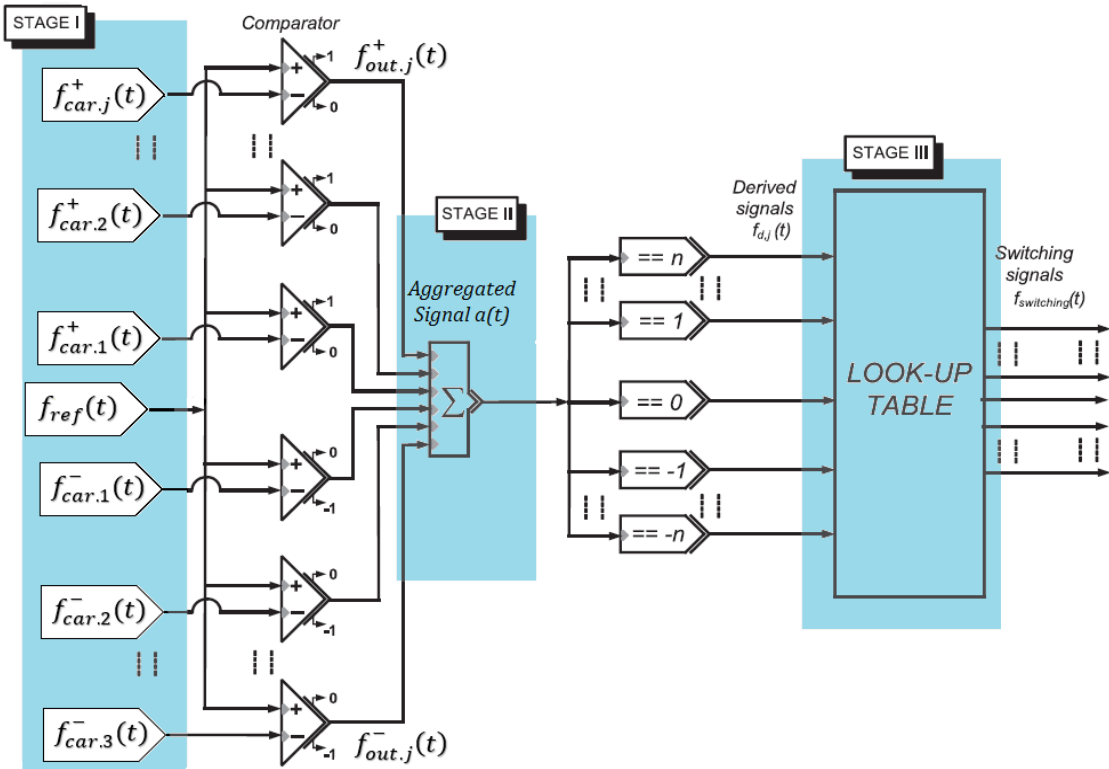 STAGE I
Comparator
f⁺car.j(t)
+
−
1
0
f⁺out.j(t)
f⁺car.2(t)
+
−
1
0
STAGE II
STAGE III
Derived
signals
fd,j (t)
== n
Aggregated
Signal a(t)
Switching
signals
fswitching(t)
f⁺car.1(t)
+
−
1
0
== 1
Σ
LOOK-UP
TABLE
fref(t)
== 0
f⁻car.1(t)
+
−
0
-1
== -1
== -n
f⁻car.2(t)
+
−
0
-1
f⁻car.3(t)
+
−
0
-1
f⁻out.j(t)